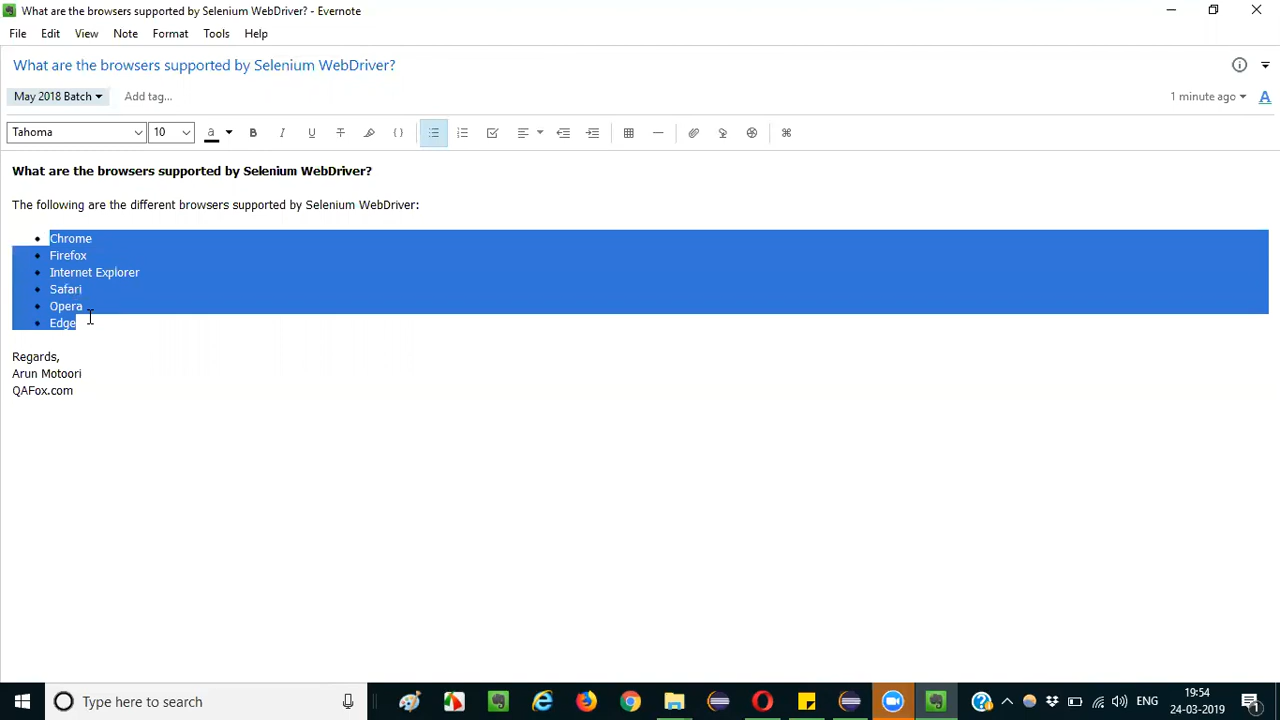 What are the browsers supported by Selenium WebDriver? - Evernote
File Edit View Note Format Tools Help
What are the browsers supported by Selenium WebDriver?
May 2018 Batch Add tag... 1 minute ago
Tahoma 10
What are the browsers supported by Selenium WebDriver?
The following are the different browsers supported by Selenium WebDriver:
Chrome
Firefox
Internet Explorer
Safari
Opera
Edge
Regards,
Arun Motoori
QAFox.com
Type here to search ENG 19:54
24-03-2019